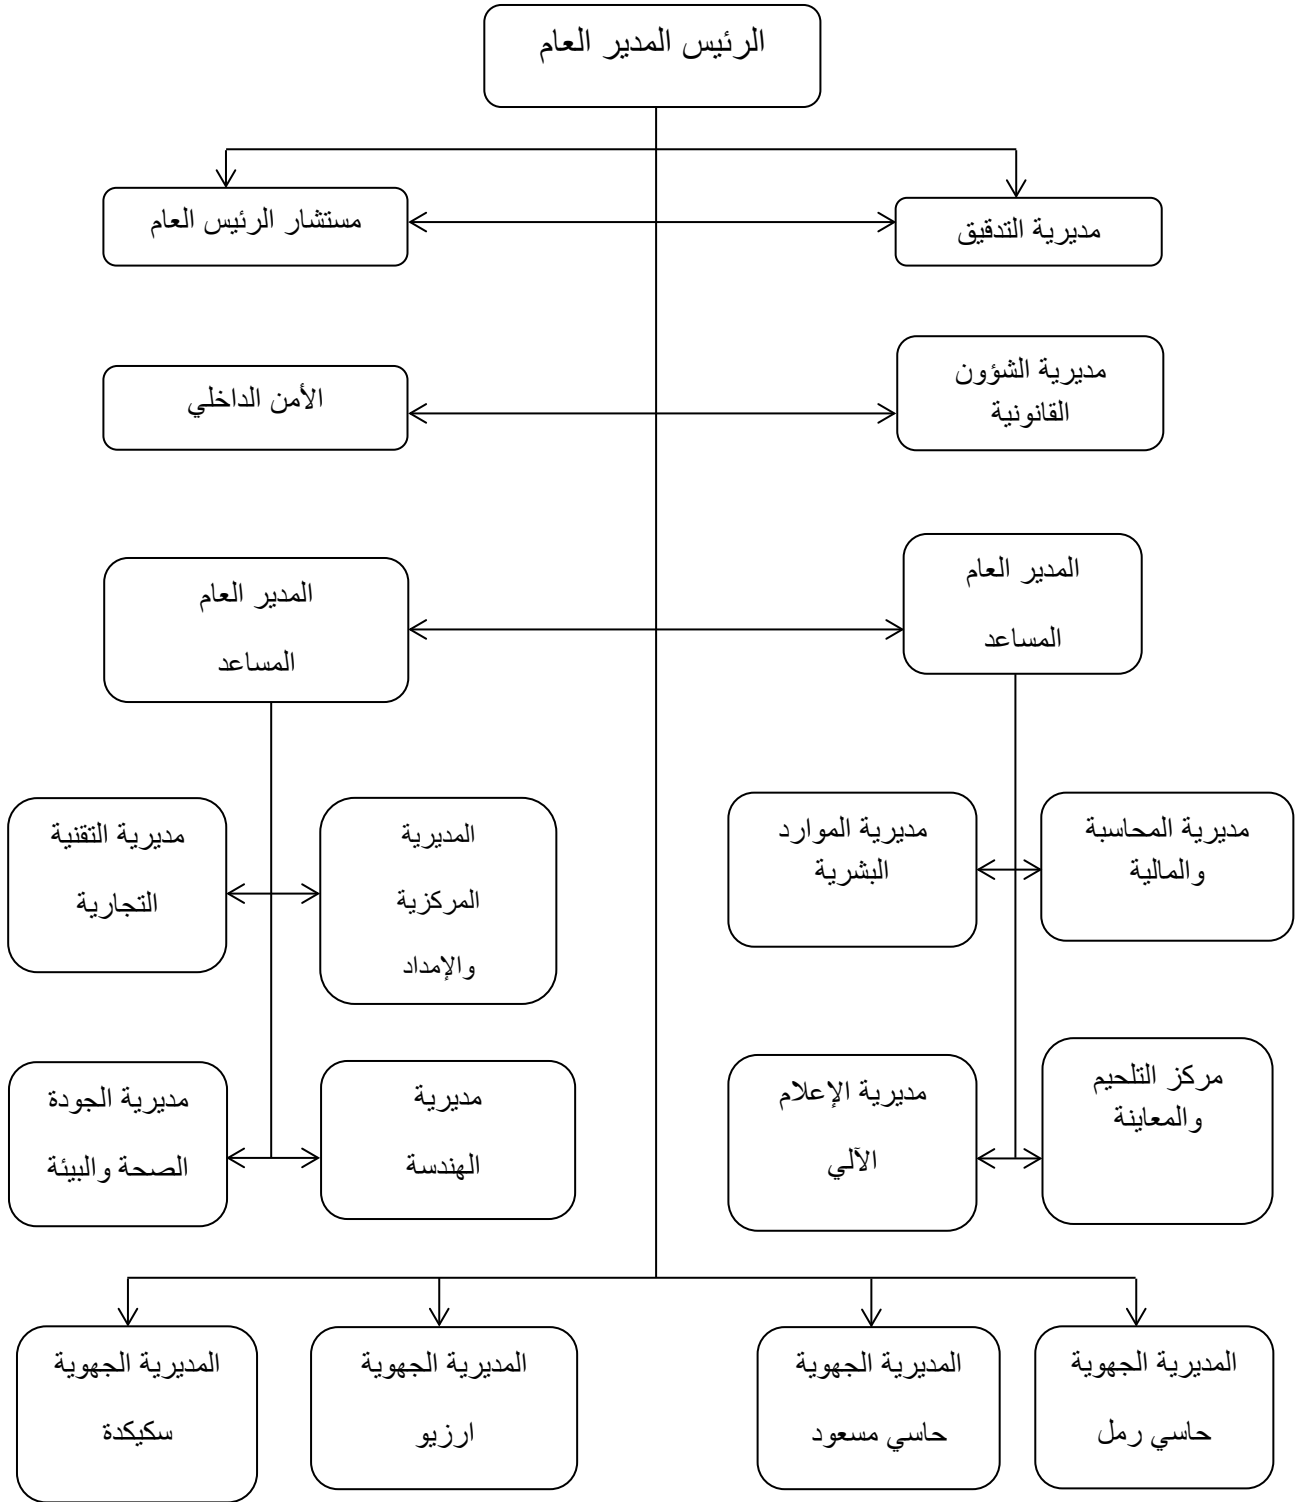 الرئيس المدير العام
مديرية التدقيق
مستشار الرئيس العام
مديرية الشؤون
القانونية
الأمن الداخلي
المدير العام
المساعد
المدير العام
المساعد
مديرية المحاسبة
والمالية
مديرية الموارد
البشرية
المديرية
المركزية
والإمداد
مديرية التقنية
التجارية
مركز التلحيم
والمعاينة
مديرية الإعلام
الآلي
مديرية
الهندسة
مديرية الجودة
الصحة والبيئة
المديرية الجهوية
حاسي رمل
المديرية الجهوية
حاسي مسعود
المديرية الجهوية
ارزيو
المديرية الجهوية
سكيكدة